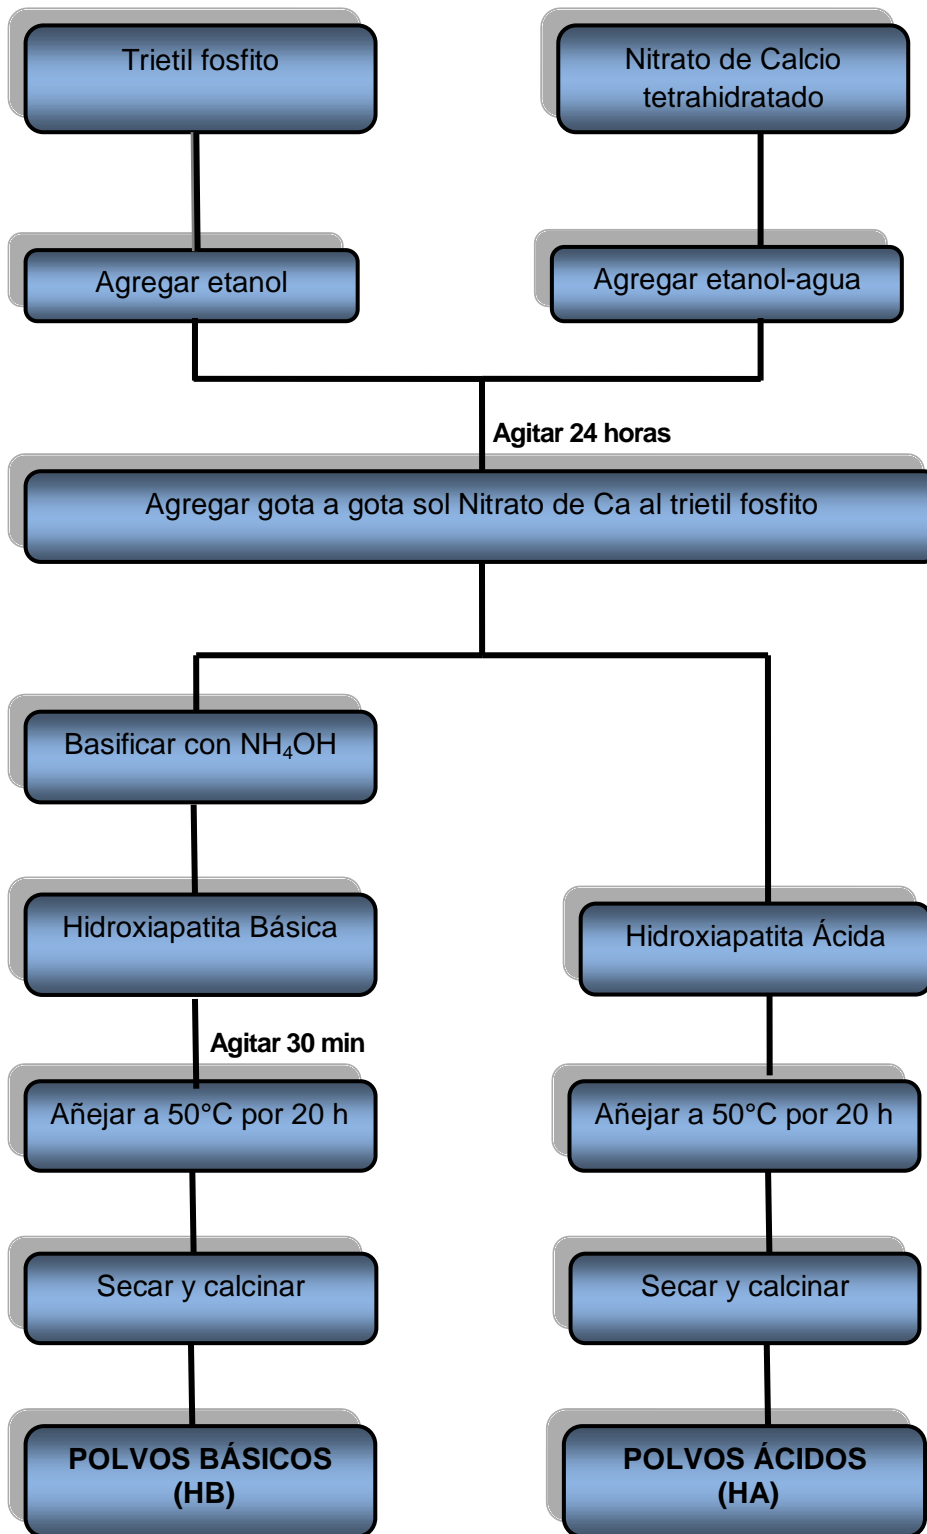 Trietil fosfito
Nitrato de Calcio
tetrahidratado
Agregar etanol
Agregar etanol-agua
Agitar 24 horas
Agregar gota a gota sol Nitrato de Ca al trietil fosfito
Basificar con NH₄OH
Hidroxiapatita Básica
Hidroxiapatita Ácida
Agitar 30 min
Añejar a 50°C por 20 h
Añejar a 50°C por 20 h
Secar y calcinar
Secar y calcinar
POLVOS BÁSICOS
(HB)
POLVOS ÁCIDOS
(HA)